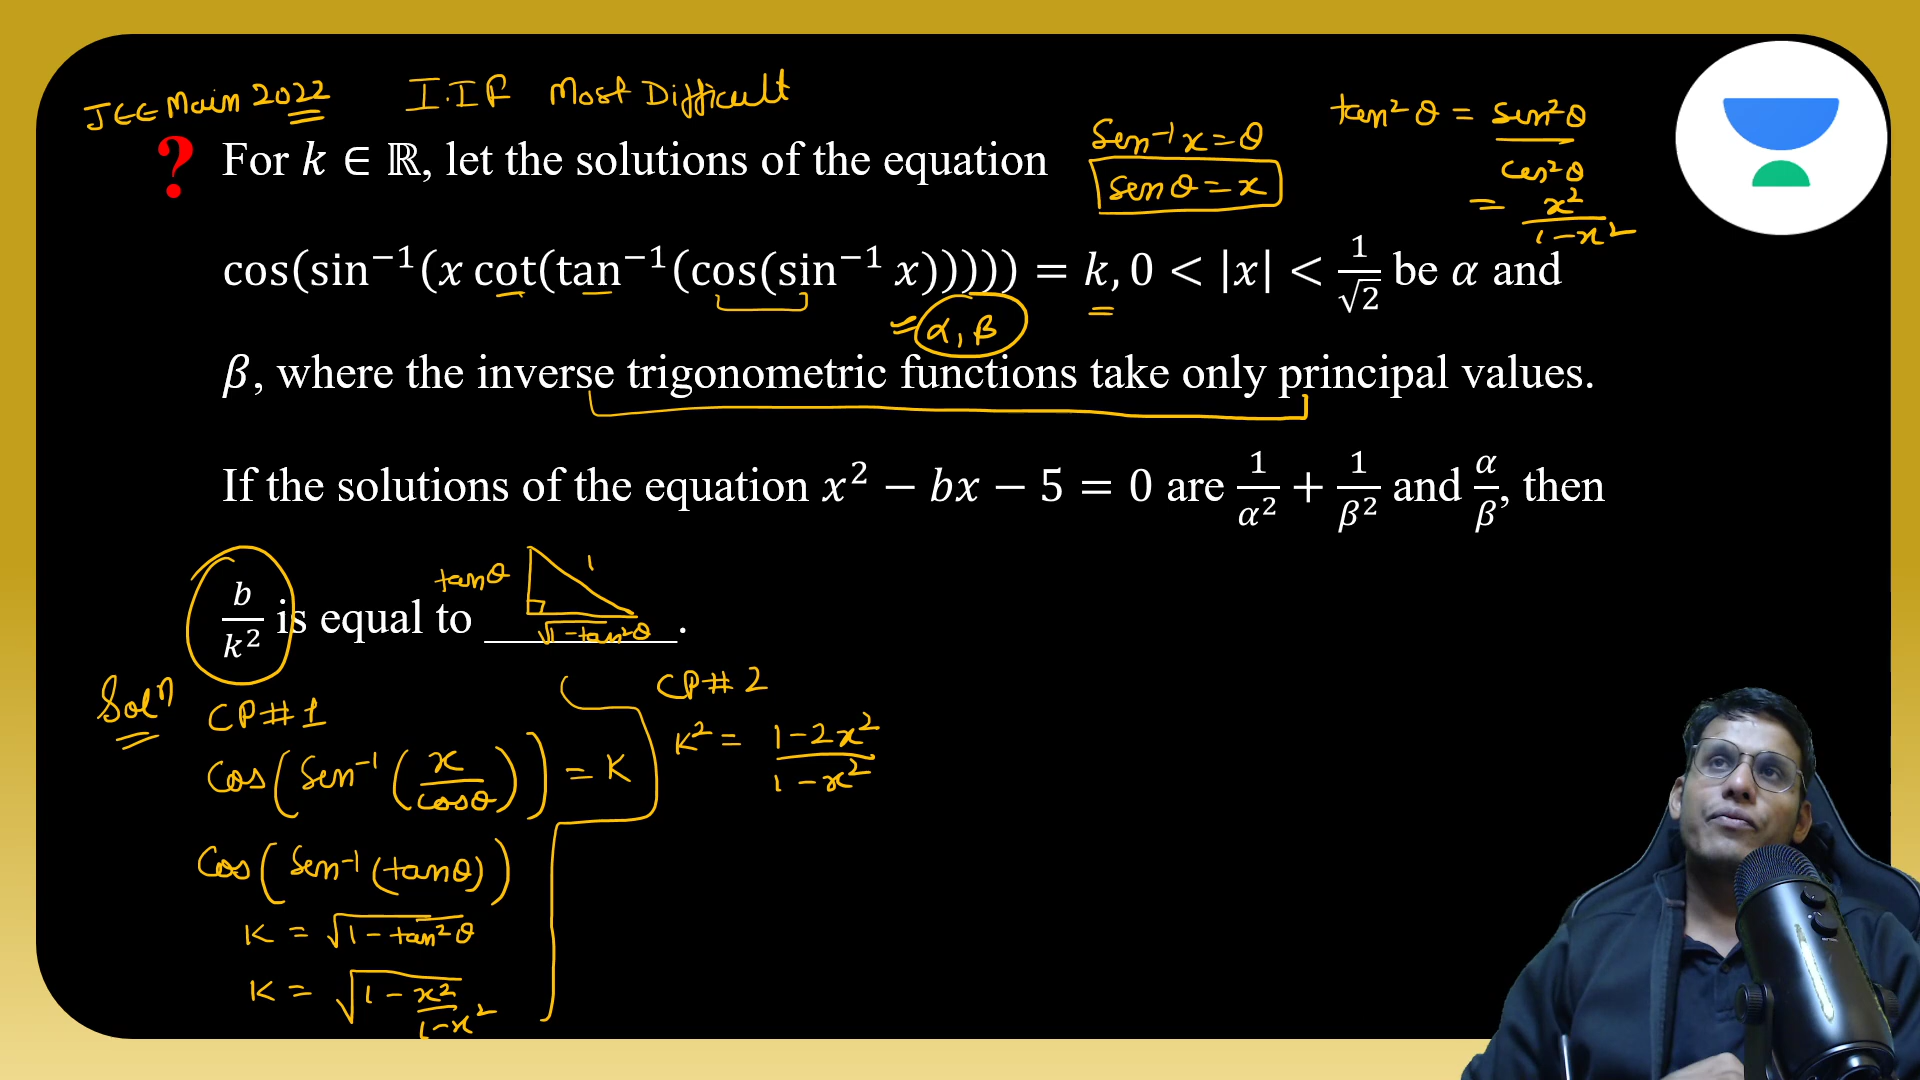 JEE Main 2022 I.I.F Most Difficult
? For k ∈ ℝ, let the solutions of the equation
sin⁻¹x = θ
sin θ = x
tan²θ = sin²θ / cos²θ
= x² / 1-x²
cos(sin⁻¹(x cot(tan⁻¹(cos(sin⁻¹ x))))) = k, 0 < |x| < 1/√2 be α and
= α, β
β, where the inverse trigonometric functions take only principal values.
If the solutions of the equation x² − bx − 5 = 0 are 1/α² + 1/β² and α/β, then
b/k² is equal to ________.
tanθ
1
√1-tan²θ
Solⁿ
CP#1
cos(sin⁻¹(x/cosθ)) = K
cos(sin⁻¹(tanθ))
K = √1-tan²θ
K = √1 - x²/1-x²
CP#2
K² = 1-2x² / 1-x²